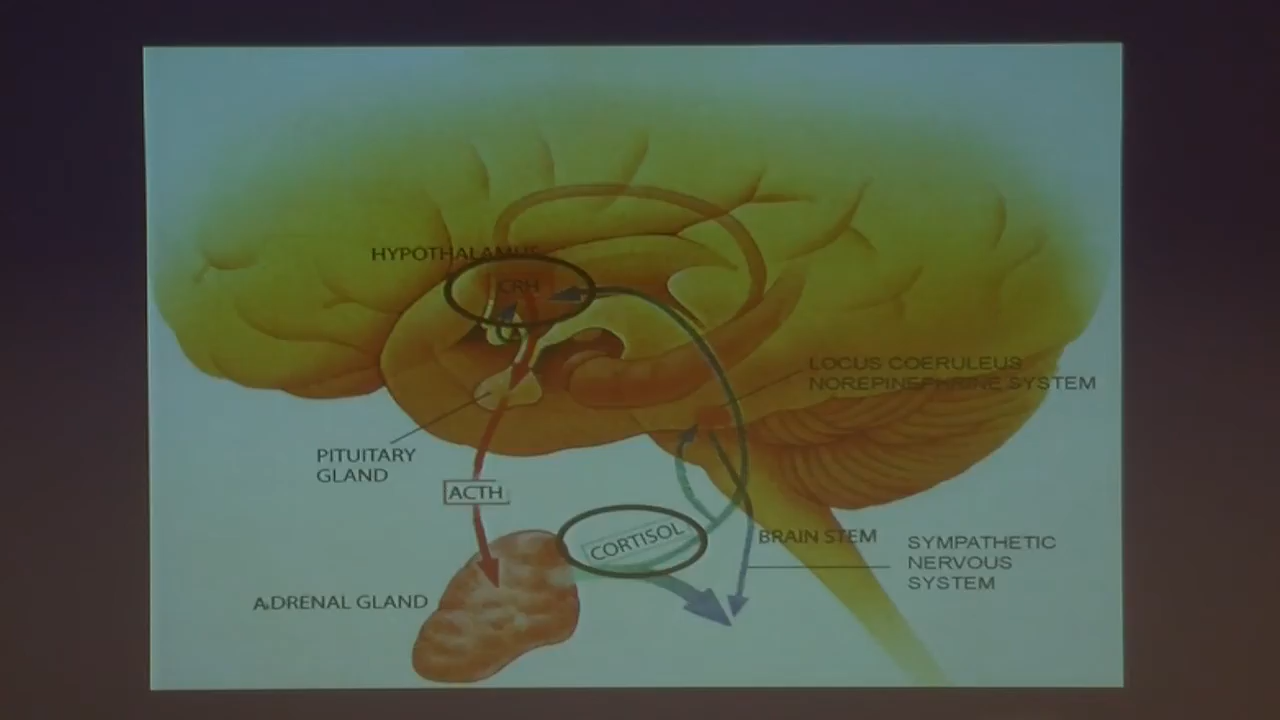 HYPOTHALAMUS
CRH
LOCUS COERULEUS
NOREPINEPHRINE SYSTEM
PITUITARY
GLAND
ACTH
CORTISOL
BRAIN STEM
SYMPATHETIC
NERVOUS
SYSTEM
ADRENAL GLAND